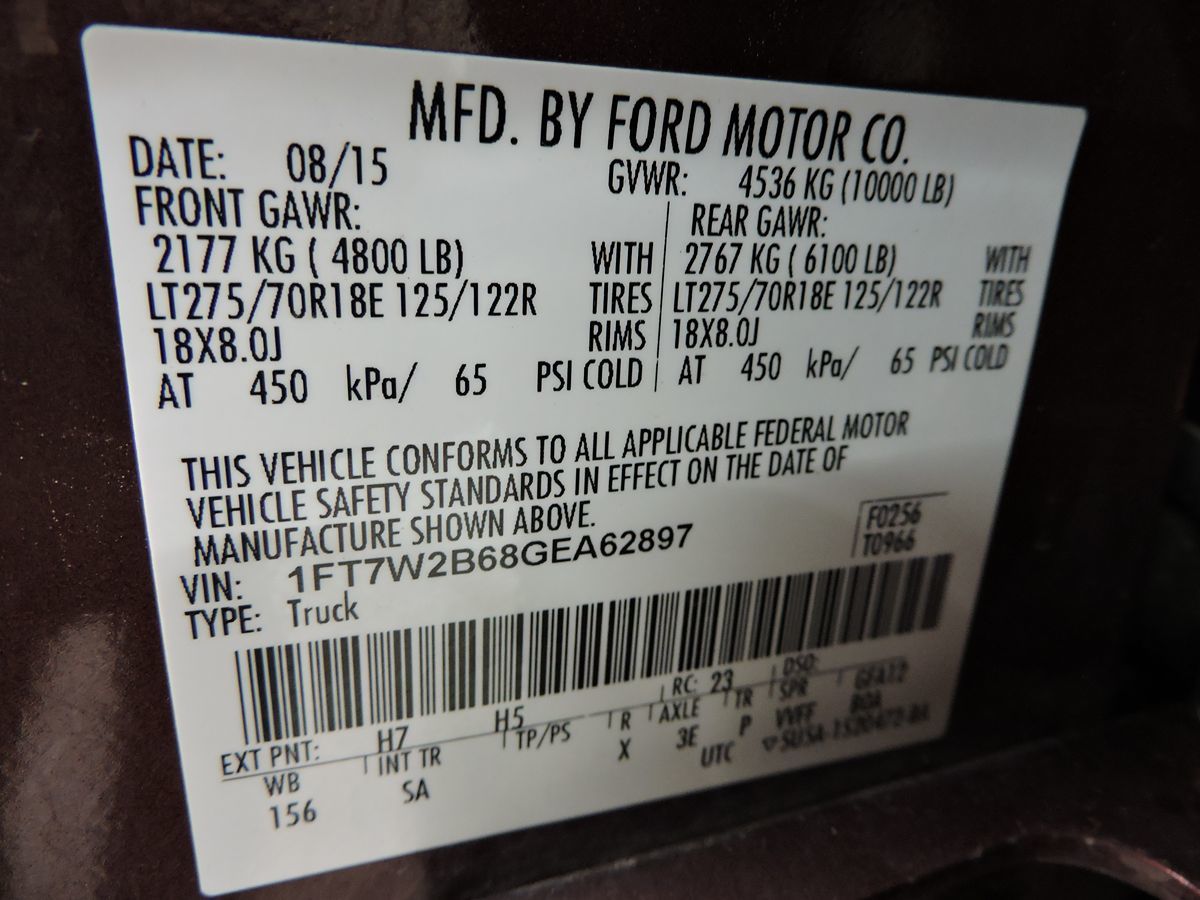 MFD. BY FORD MOTOR CO.
DATE: 08/15
GVWR: 4536 KG (10000 LB)
FRONT GAWR:
2177 KG ( 4800 LB) WITH
LT275/70R18E 125/122R TIRES
18X8.0J RIMS
AT 450 kPa/ 65 PSI COLD
REAR GAWR:
2767 KG ( 6100 LB) WITH
LT275/70R18E 125/122R TIRES
18X8.0J RIMS
AT 450 kPa/ 65 PSI COLD
THIS VEHICLE CONFORMS TO ALL APPLICABLE FEDERAL MOTOR
VEHICLE SAFETY STANDARDS IN EFFECT ON THE DATE OF
MANUFACTURE SHOWN ABOVE.
F0256
T0966
VIN: 1FT7W2B68GEA62897
TYPE: Truck
EXT PNT: H7 H5 RC: 23 DSO:
WB INT TR TP/PS R AXLE TR SPR GFA12
156 SA X 3E P VVFF BOA
UTC